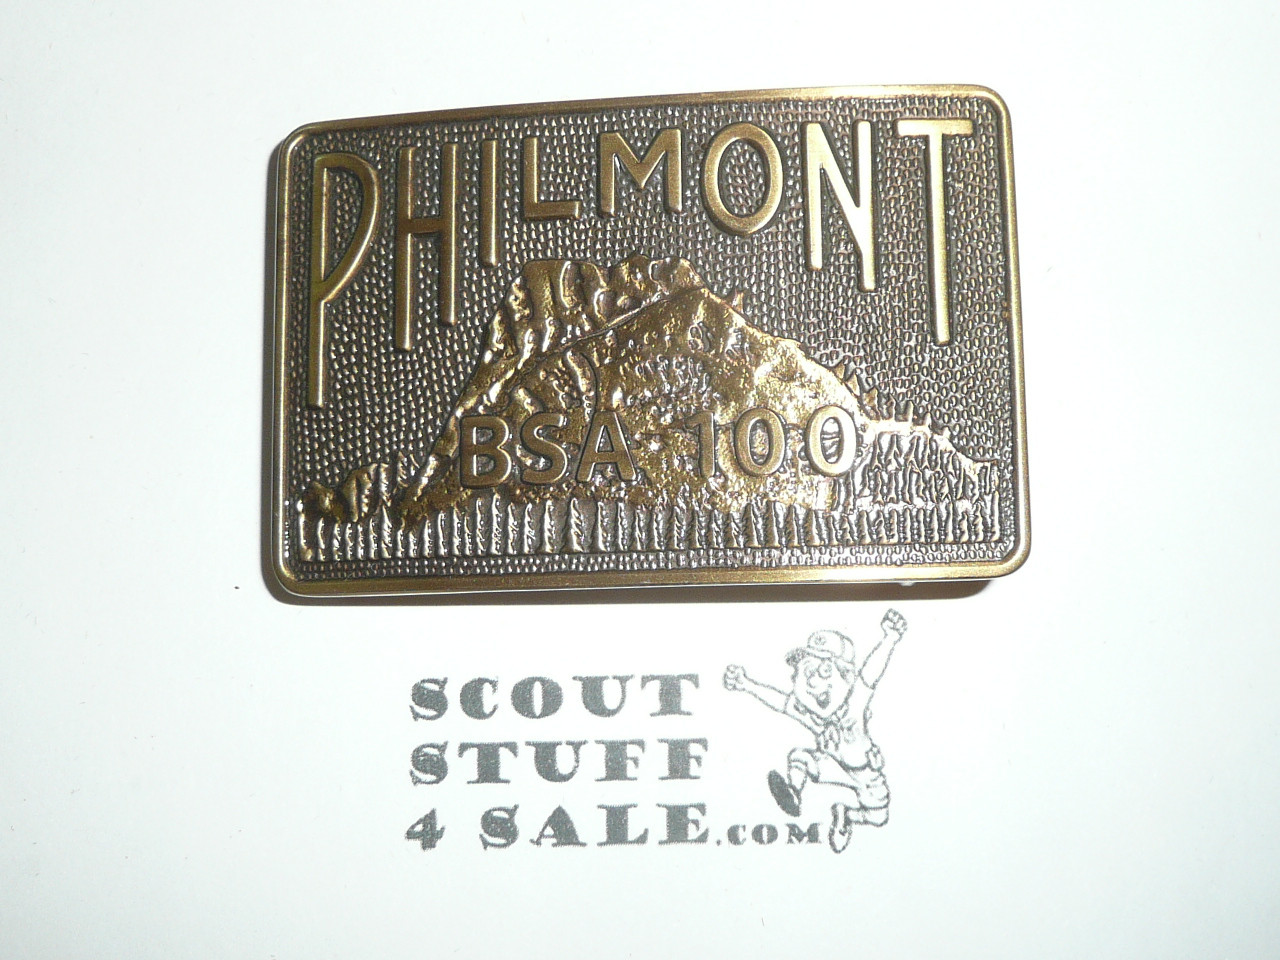 PHILMONT
BSA 100
SCOUT
STUFF
4 SALE.COM